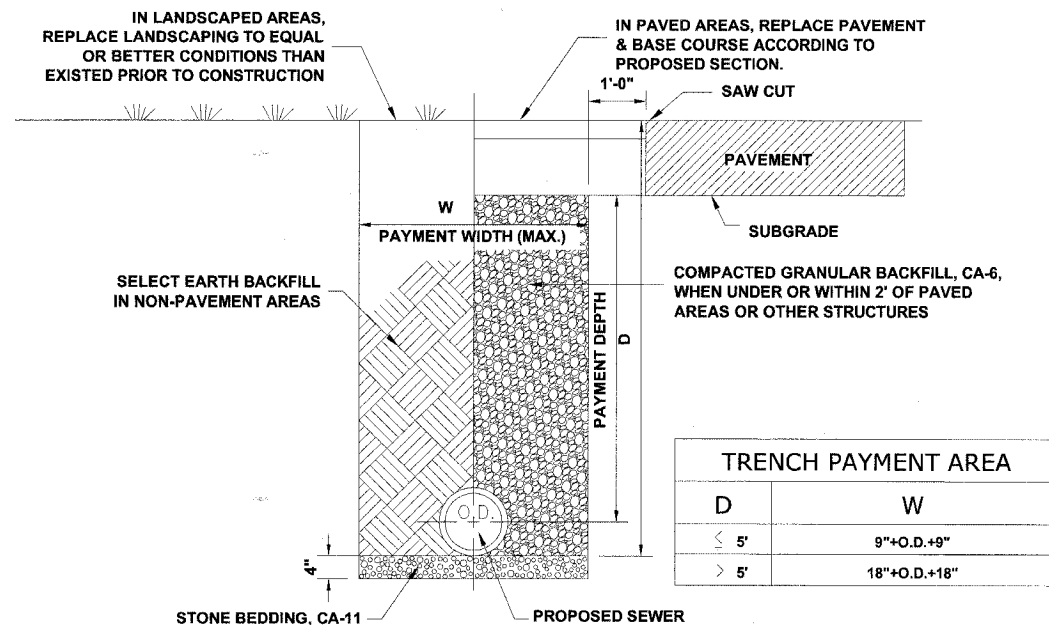 IN LANDSCAPED AREAS,
REPLACE LANDSCAPING TO EQUAL
OR BETTER CONDITIONS THAN
EXISTED PRIOR TO CONSTRUCTION
IN PAVED AREAS, REPLACE PAVEMENT
& BASE COURSE ACCORDING TO
PROPOSED SECTION.
1'-0"
SAW CUT
PAVEMENT
W
PAYMENT WIDTH (MAX.)
SUBGRADE
SELECT EARTH BACKFILL
IN NON-PAVEMENT AREAS
COMPACTED GRANULAR BACKFILL, CA-6,
WHEN UNDER OR WITHIN 2' OF PAVED
AREAS OR OTHER STRUCTURES
PAYMENT DEPTH
D
O.D.
4"
STONE BEDDING, CA-11
PROPOSED SEWER
TRENCH PAYMENT AREA
D W
≤ 5' 9"+O.D.+9"
> 5' 18"+O.D.+18"